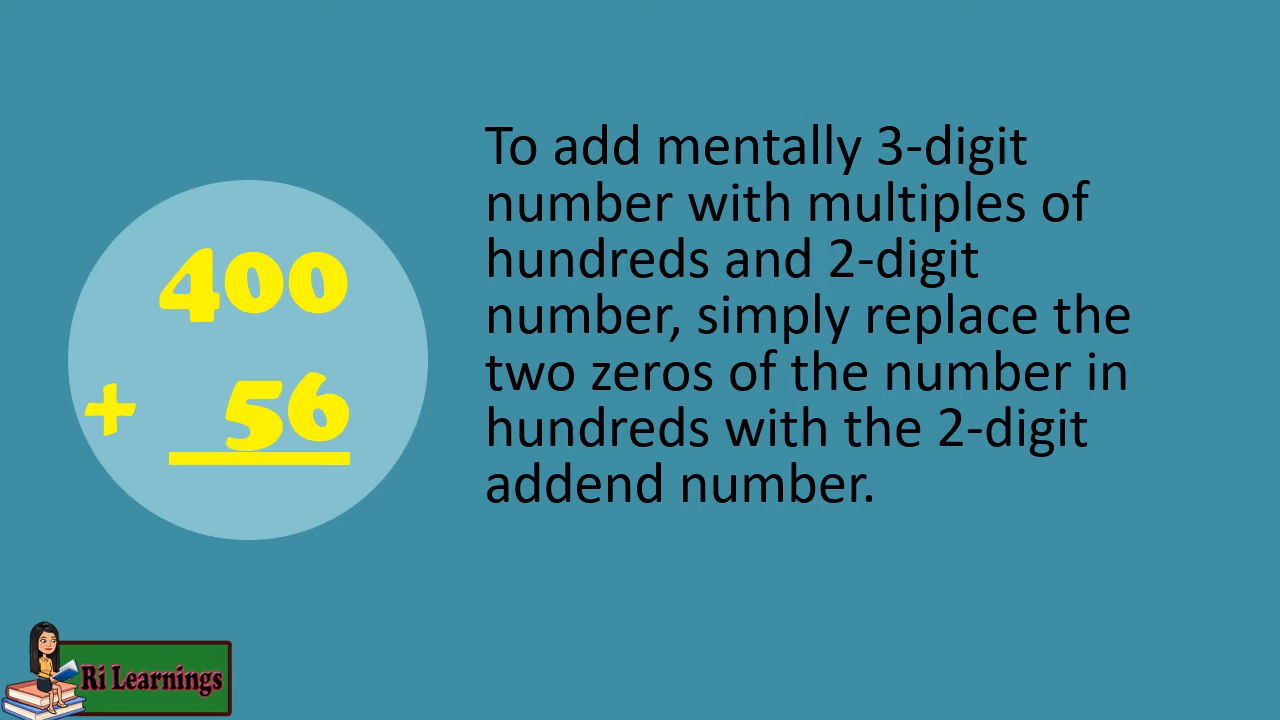 400
+ 56
To add mentally 3-digit
number with multiples of
hundreds and 2-digit
number, simply replace the
two zeros of the number in
hundreds with the 2-digit
addend number.
Ri Learnings